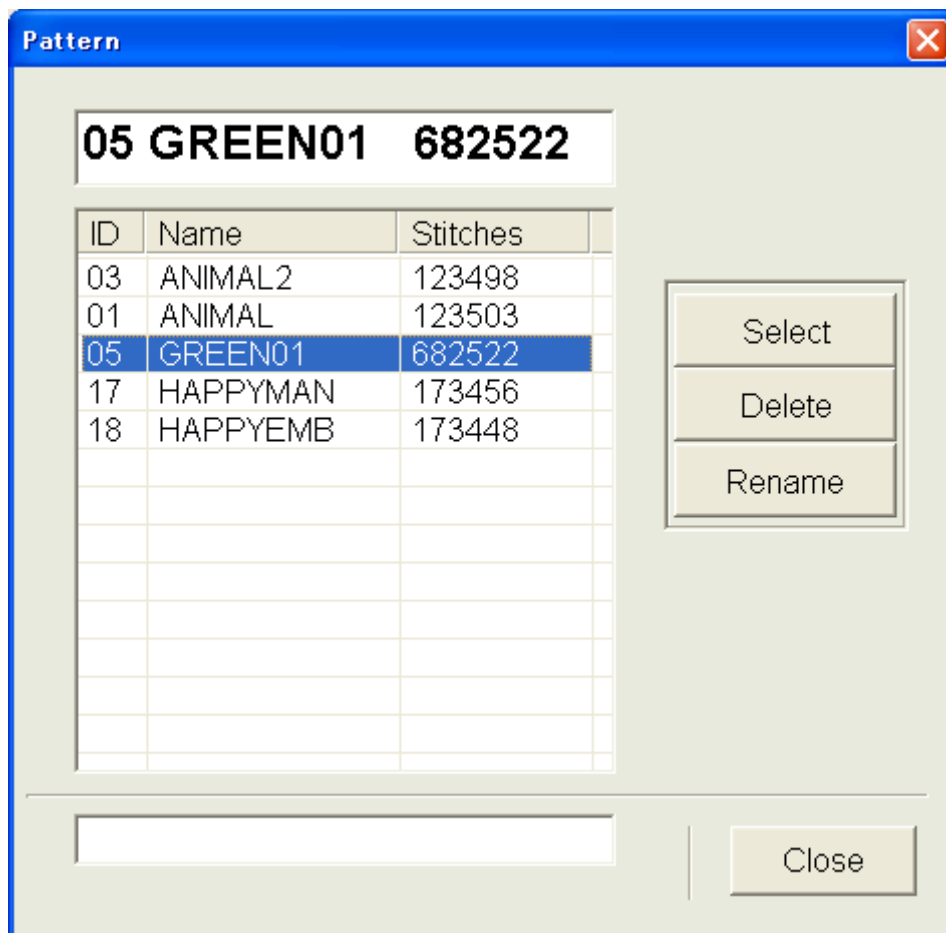 Pattern
05 GREEN01 682522
ID Name Stitches
03 ANIMAL2 123498
01 ANIMAL 123503
05 GREEN01 682522
17 HAPPYMAN 173456
18 HAPPYEMB 173448
Select
Delete
Rename
Close